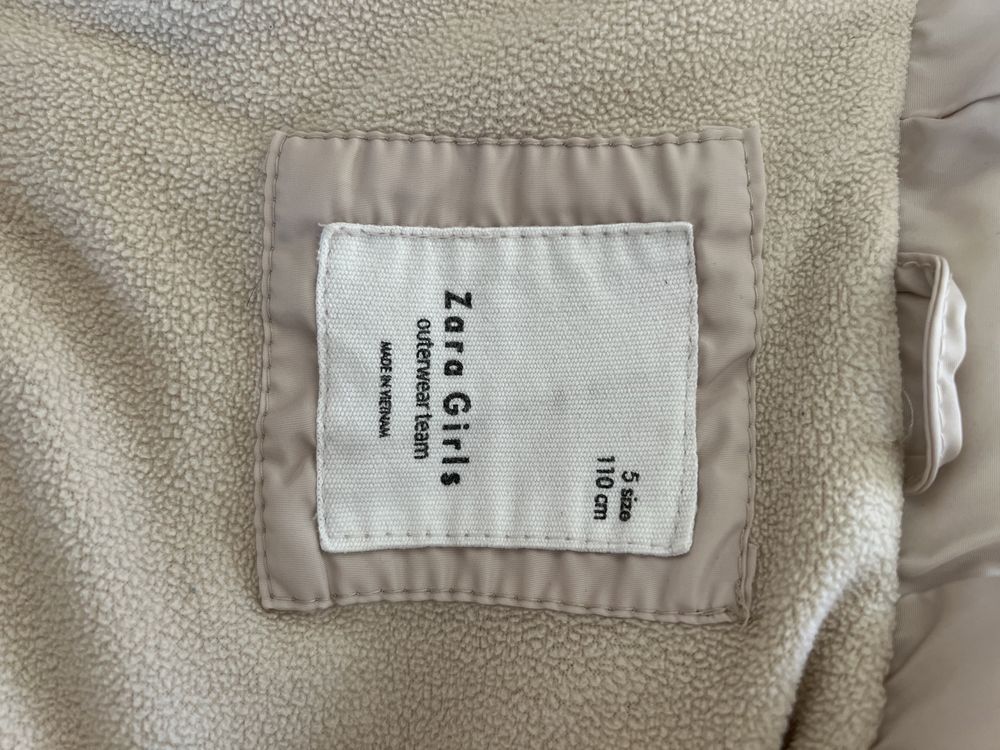 5 size
110 cm
Zara Girls
outerwear team
MADE IN VIETNAM